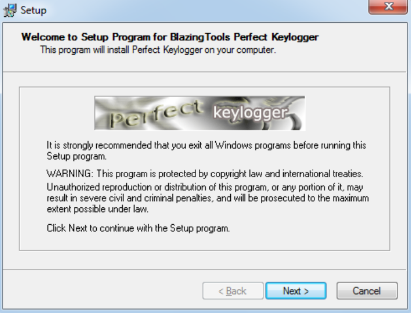 Setup
Welcome to Setup Program for BlazingTools Perfect Keylogger
This program will install Perfect Keylogger on your computer.
Perfect keylogger
It is strongly recommended that you exit all Windows programs before running this
Setup program.
WARNING: This program is protected by copyright law and international treaties.
Unauthorized reproduction or distribution of this program, or any portion of it, may
result in severe civil and criminal penalties, and will be prosecuted to the maximum
extent possible under law.
Click Next to continue with the Setup program.
< Back Next > Cancel